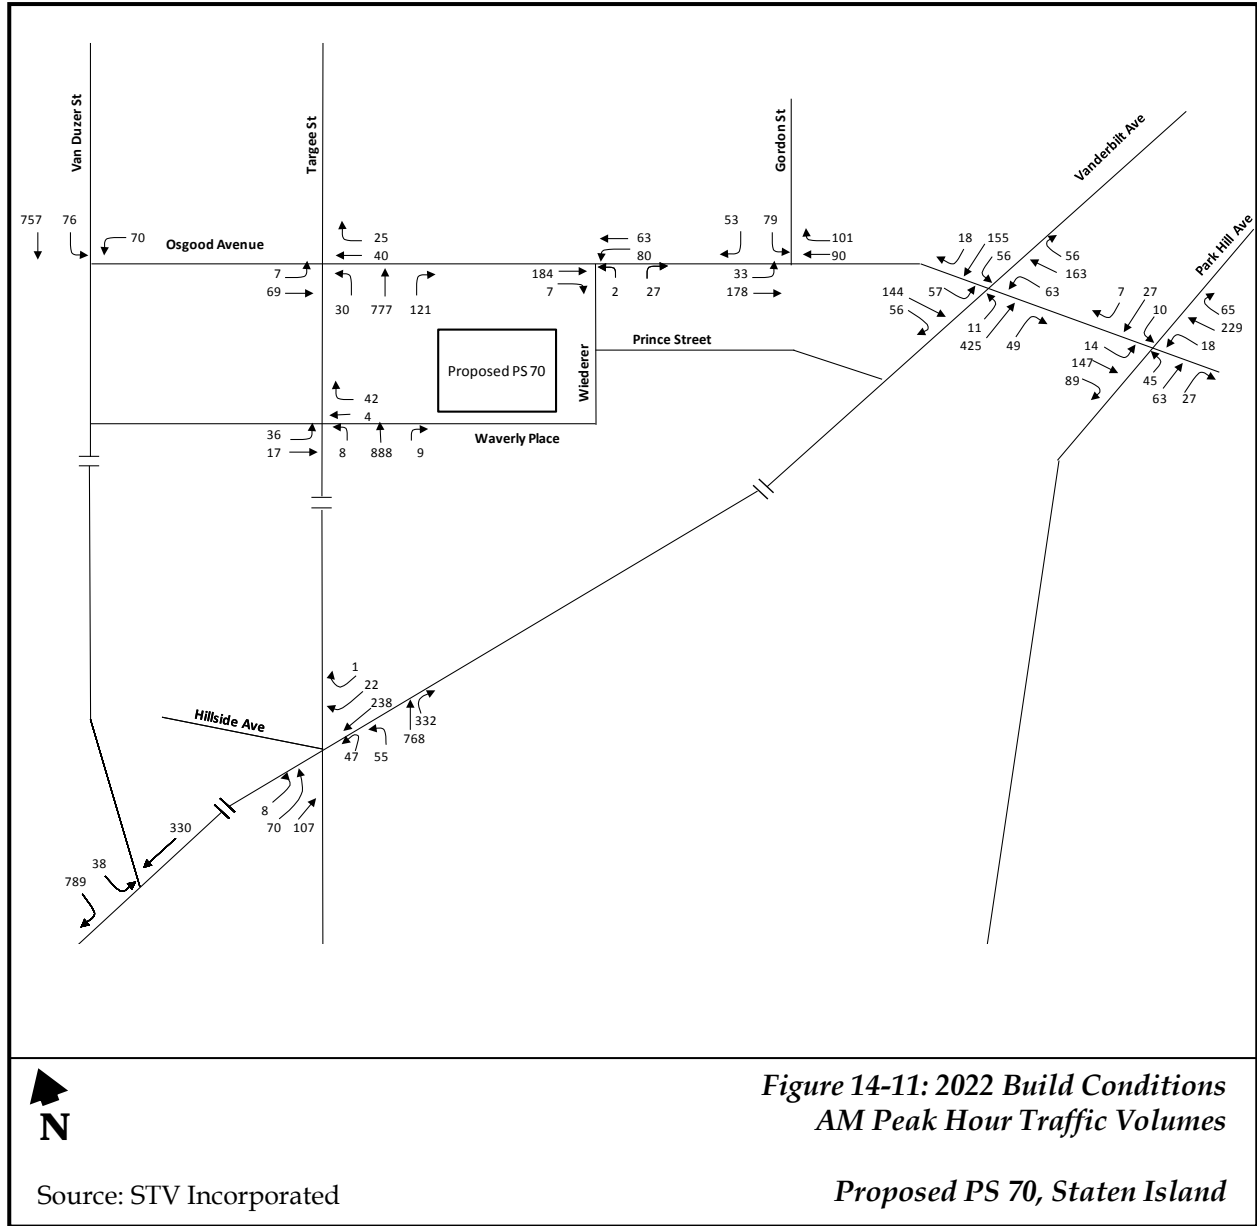 Van Duzer St
Targee St
Gordon St
Vanderbilt Ave
Park Hill Ave
757 76
70
Osgood Avenue
25
40
7
69
30 777 121
63
80
184
7
2 27
53 79
101
90
33
178
18 155
56
56
163
144
56
57
63
11
425
49
7 27
10
65
229
14
147
89
18
45
63 27
Proposed PS 70
Wiederer
Prince Street
42
4
36
17
8 888 9
Waverly Place
1
22
238
332
768
Hillside Ave
47 55
8
70 107
330
38
789
N
Figure 14-11: 2022 Build Conditions
AM Peak Hour Traffic Volumes
Source: STV Incorporated
Proposed PS 70, Staten Island